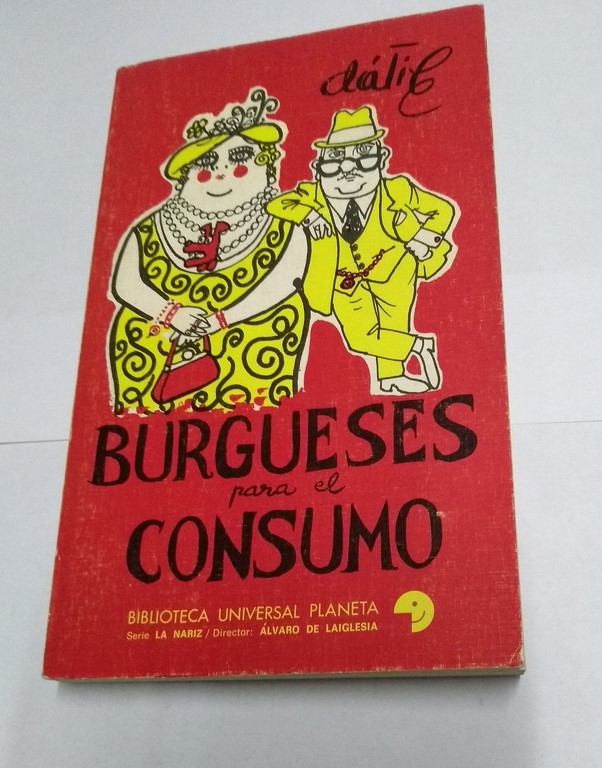 dátile
BURGUESES
para el
CONSUMO
BIBLIOTECA UNIVERSAL PLANETA
Serie LA NARIZ / Director: ÁLVARO DE LAIGLESIA